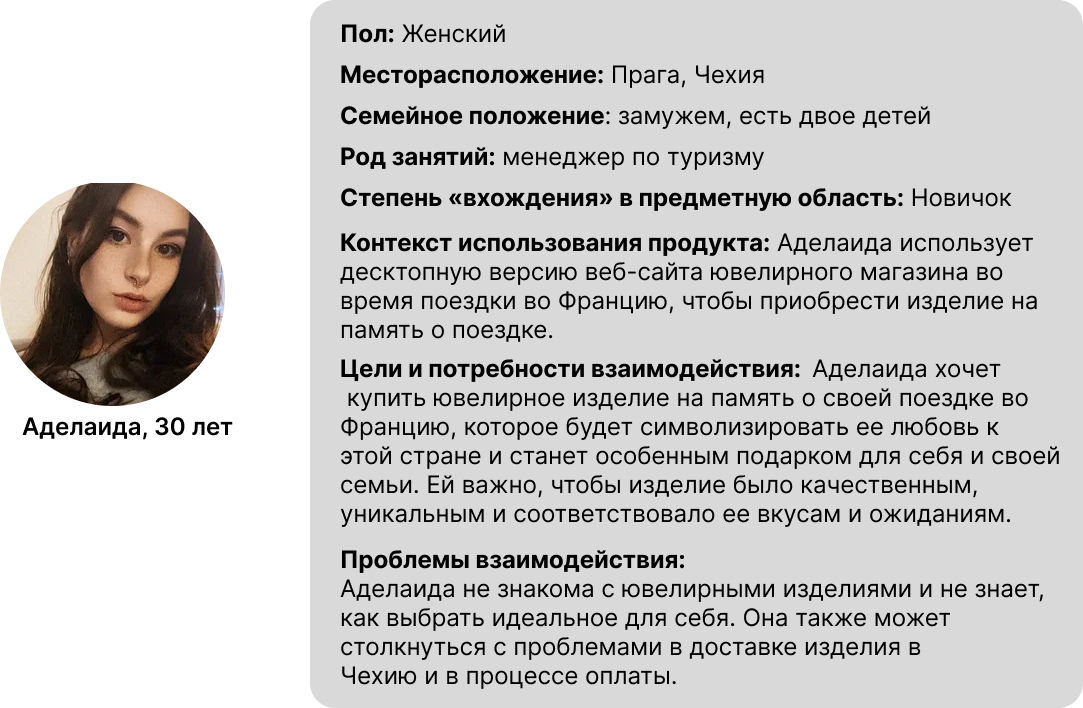 Пол: Женский
Месторасположение: Прага, Чехия
Семейное положение: замужем, есть двое детей
Род занятий: менеджер по туризму
Степень «вхождения» в предметную область: Новичок
Контекст использования продукта: Аделаида использует
десктопную версию веб-сайта ювелирного магазина во
время поездки во Францию, чтобы приобрести изделие на
память о поездке.
Цели и потребности взаимодействия: Аделаида хочет
купить ювелирное изделие на память о своей поездке во
Францию, которое будет символизировать ее любовь к
этой стране и станет особенным подарком для себя и своей
семьи. Ей важно, чтобы изделие было качественным,
уникальным и соответствовало ее вкусам и ожиданиям.
Проблемы взаимодействия:
Аделаида не знакома с ювелирными изделиями и не знает,
как выбрать идеальное для себя. Она также может
столкнуться с проблемами в доставке изделия в
Чехию и в процессе оплаты.
Аделаида, 30 лет